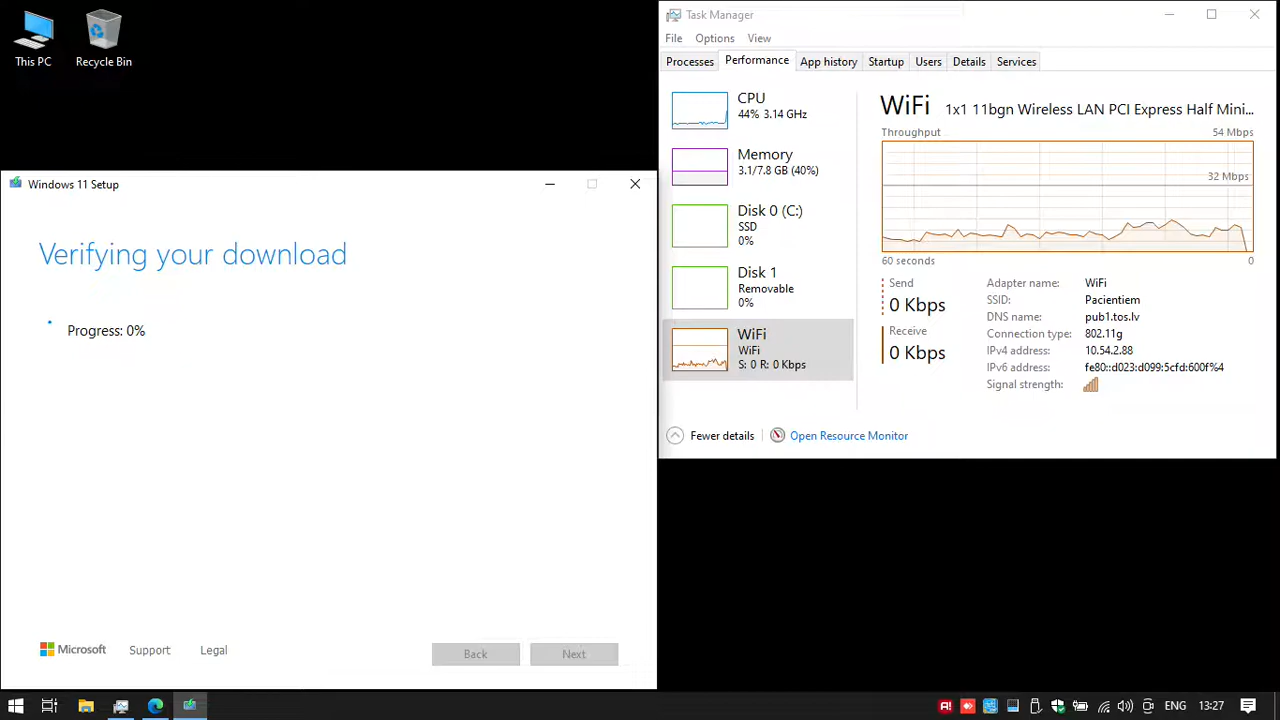 This PC
Recycle Bin
Windows 11 Setup
Verifying your download
Progress: 0%
Microsoft
Support
Legal
Back
Next
Task Manager
File Options View
Processes Performance App history Startup Users Details Services
CPU
44% 3.14 GHz
Memory
3.1/7.8 GB (40%)
Disk 0 (C:)
SSD
0%
Disk 1
Removable
0%
WiFi
WiFi
S: 0 R: 0 Kbps
WiFi 1x1 11bgn Wireless LAN PCI Express Half Mini...
Throughput 54 Mbps
32 Mbps
60 seconds 0
Send
0 Kbps
Receive
0 Kbps
Adapter name: WiFi
SSID: Pacientiem
DNS name: pub1.tos.lv
Connection type: 802.11g
IPv4 address: 10.54.2.88
IPv6 address: fe80::d023:d099:5cfd:600f%4
Signal strength:
Fewer details Open Resource Monitor
A!
ENG
13:27